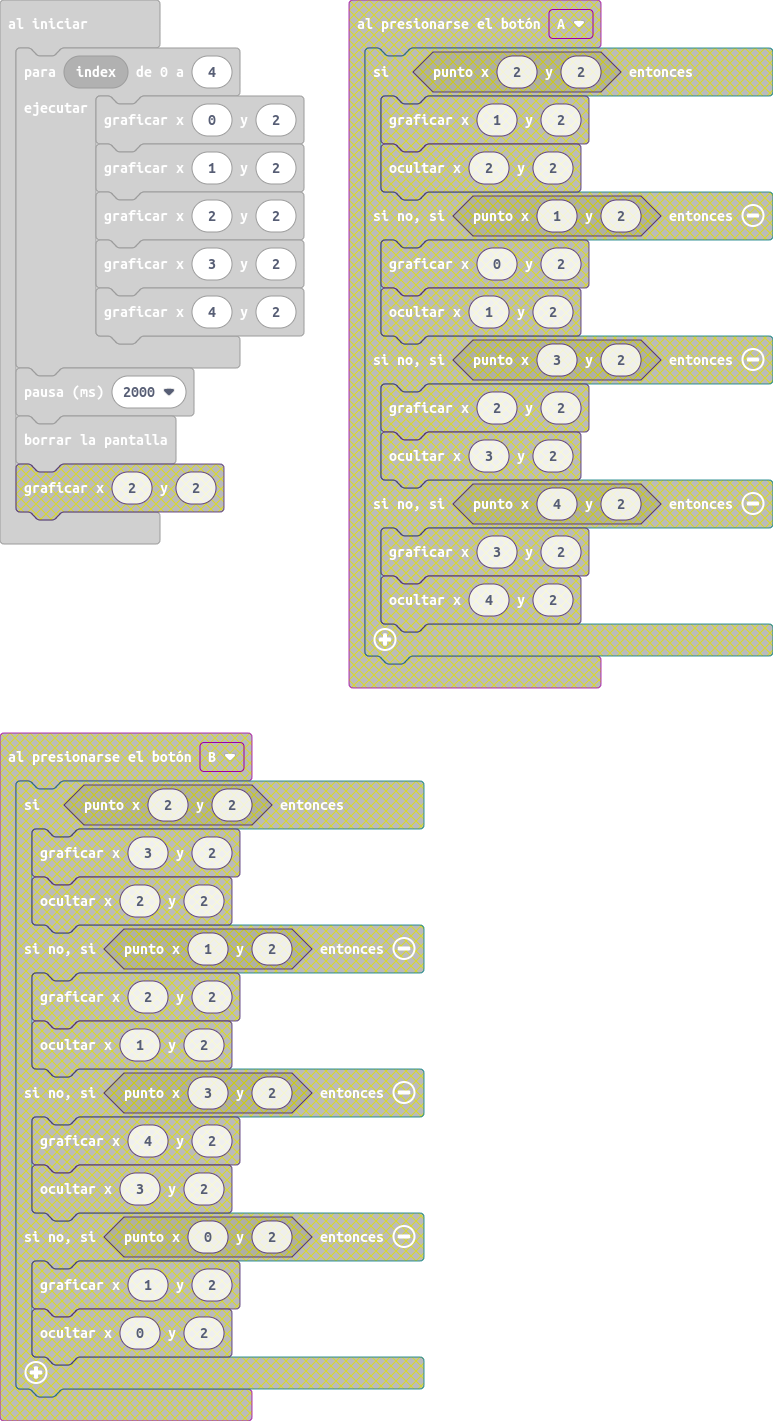 al iniciar
para index de 0 a 4
ejecutar
graficar x 0 y 2
graficar x 1 y 2
graficar x 2 y 2
graficar x 3 y 2
graficar x 4 y 2
pausa (ms) 2000
borrar la pantalla
graficar x 2 y 2
al presionarse el botón A
si punto x 2 y 2 entonces
graficar x 1 y 2
ocultar x 2 y 2
si no, si punto x 1 y 2 entonces
graficar x 0 y 2
ocultar x 1 y 2
si no, si punto x 3 y 2 entonces
graficar x 2 y 2
ocultar x 3 y 2
si no, si punto x 4 y 2 entonces
graficar x 3 y 2
ocultar x 4 y 2
al presionarse el botón B
si punto x 2 y 2 entonces
graficar x 3 y 2
ocultar x 2 y 2
si no, si punto x 1 y 2 entonces
graficar x 2 y 2
ocultar x 1 y 2
si no, si punto x 3 y 2 entonces
graficar x 4 y 2
ocultar x 3 y 2
si no, si punto x 0 y 2 entonces
graficar x 1 y 2
ocultar x 0 y 2